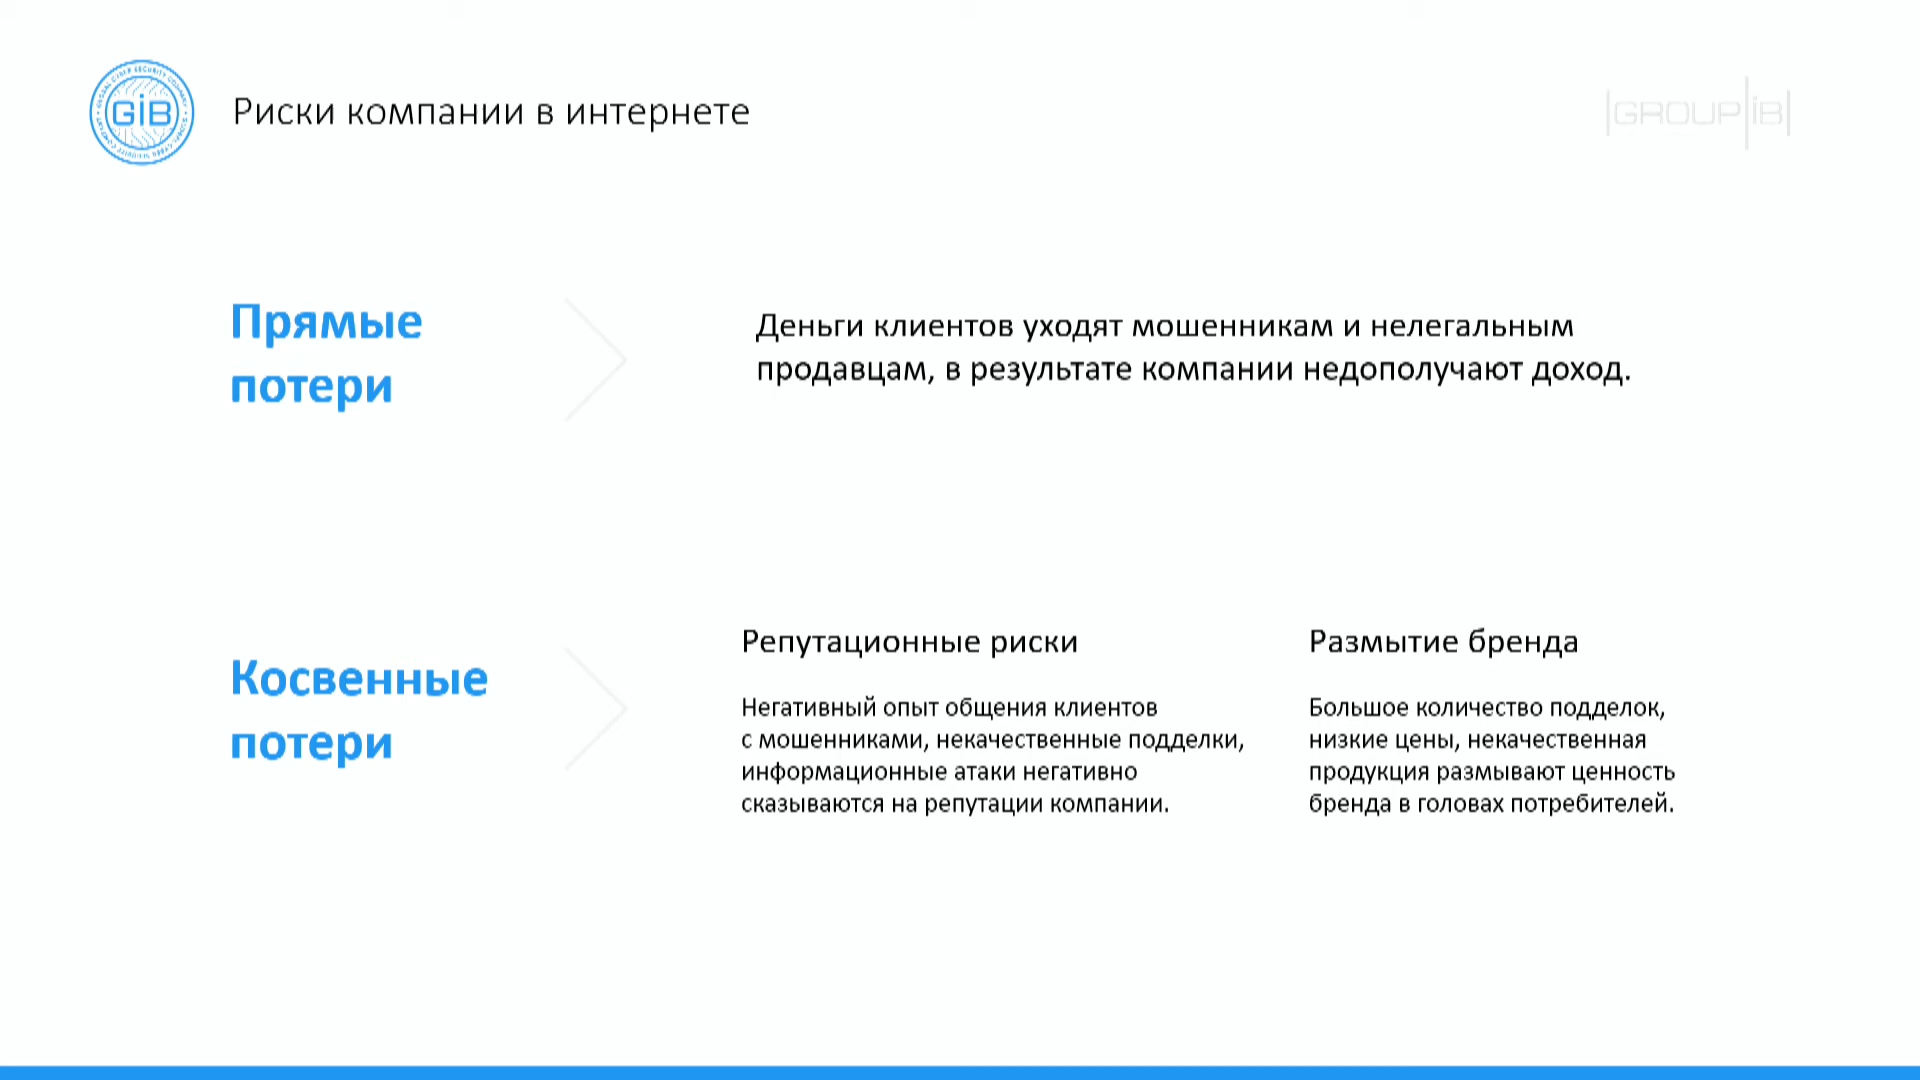 GiB
Риски компании в интернете
GROUP iB
Прямые
потери
Деньги клиентов уходят мошенникам и нелегальным
продавцам, в результате компании недополучают доход.
Косвенные
потери
Репутационные риски
Негативный опыт общения клиентов
с мошенниками, некачественные подделки,
информационные атаки негативно
сказываются на репутации компании.
Размытие бренда
Большое количество подделок,
низкие цены, некачественная
продукция размывают ценность
бренда в головах потребителей.